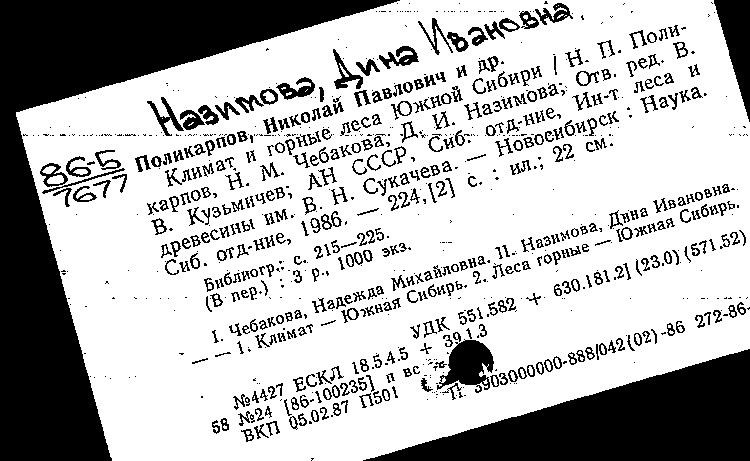 Назимова, Дина Ивановна.
86-5
7677
Поликарпов, Николай Павлович и др.
Климат и горные леса Южной Сибири / Н. П. Поли-
карпов, Н. М. Чебакова, Д. И. Назимова; Отв. ред. В.
В. Кузьмичев; АН СССР, Сиб. отд-ние, Ин-т леса и
древесины им. В. Н. Сукачева. — Новосибирск : Наука.
Сиб. отд-ние, 1986. — 224,[2] с. : ил.; 22 см.
Библиогр.: с. 215—225.
(В пер.) : 3 р., 1000 экз.
I. Чебакова, Надежда Михайловна. II. Назимова, Дина Ивановна.
— — 1. Климат — Южная Сибирь. 2. Леса горные — Южная Сибирь.
УДК 551.582 + 630.181.2] (23.0) (571.52)
№4427 ЕСКЛ 18.5.4.5 + 39.1.3
58 №24 [86-100235] п вс
ВКП 05.02.87 П501 П 3903000000-888/042(02)-86 272-86-